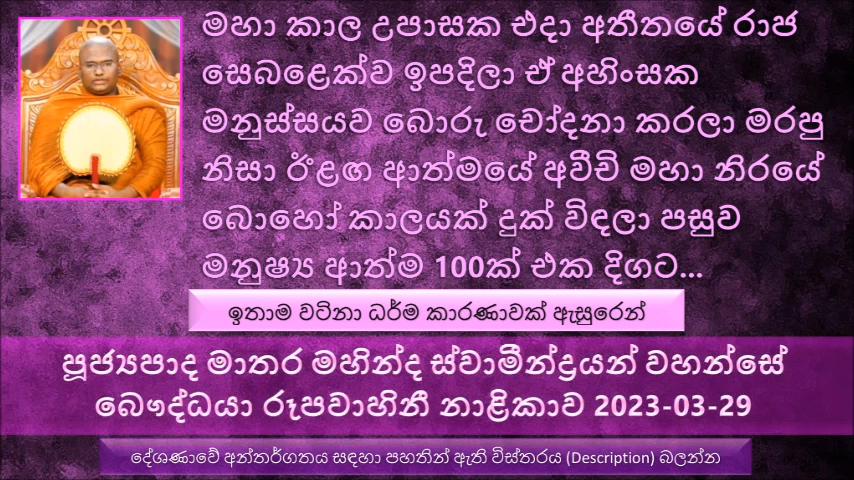 මහා කාල උපාසක එදා අතීතයේ රාජ
සෙබළෙක්ව ඉපදිලා ඒ අහිංසක
මනුස්සයව බොරු චෝදනා කරලා මරපු
නිසා ඊළඟ ආත්මයේ අවීචි මහා නිරයේ
බොහෝ කාලයක් දුක් විඳලා පසුව
මනුෂ්‍ය ආත්ම 100ක් එක දිගට...
ඉතාම වටිනා ධර්ම කාරණාවක් ඇසුරෙන්
පූජ්‍යපාද මාතර මහින්ද ස්වාමීන්ද්‍රයන් වහන්සේ
බෞද්ධයා රූපවාහිනී නාළිකාව 2023-03-29
දේශණාවේ අන්තර්ගතය සඳහා පහතින් ඇති විස්තරය (Description) බලන්න